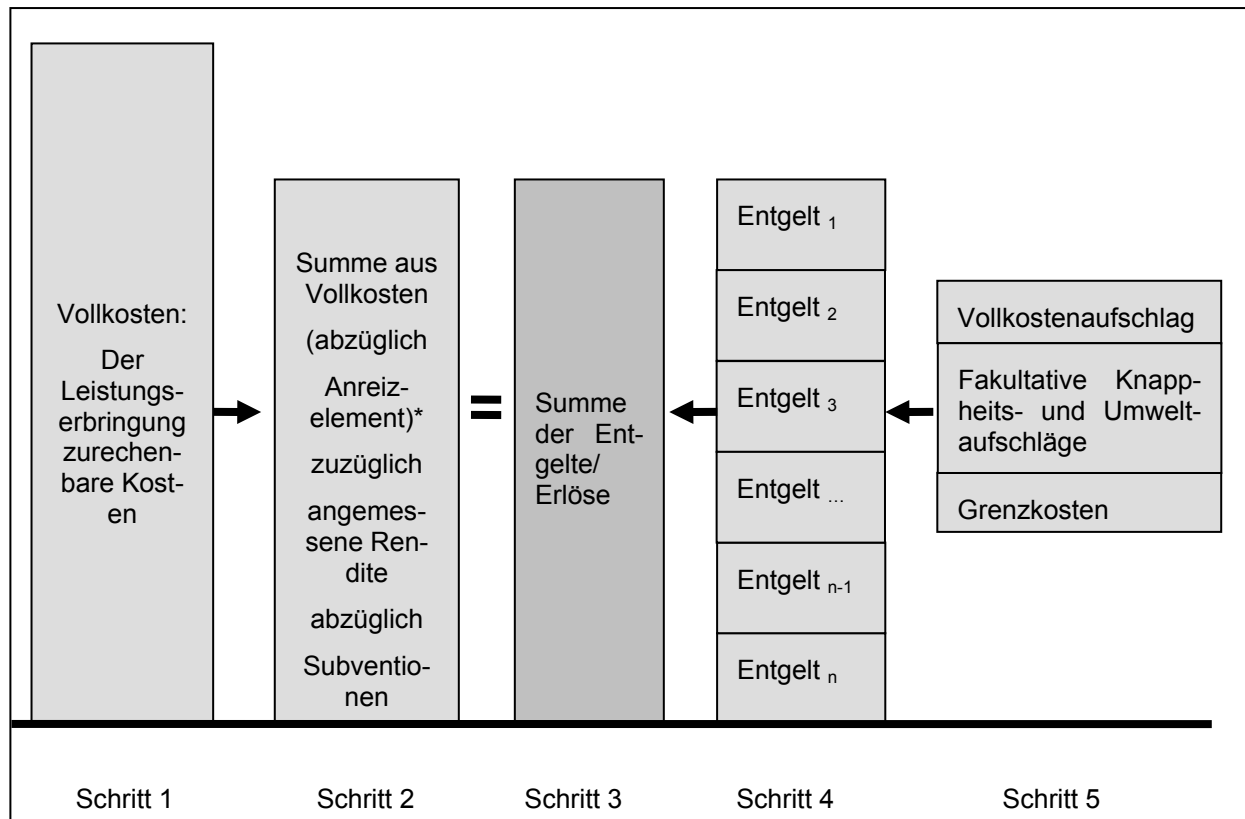 Vollkosten:
Der
Leistungs-
erbringung
zurechen-
bare Kost-
en
Summe aus
Vollkosten
(abzüglich
Anreiz-
element)*
zuzüglich
angemes-
sene Ren-
dite
abzüglich
Subventio-
nen
=
Summe
der Ent-
gelte/
Erlöse
Entgelt 1
Entgelt 2
Entgelt 3
Entgelt ...
Entgelt n-1
Entgelt n
Vollkostenaufschlag
Fakultative Knapp-
heits- und Umwelt-
aufschläge
Grenzkosten
Schritt 1 Schritt 2 Schritt 3 Schritt 4 Schritt 5